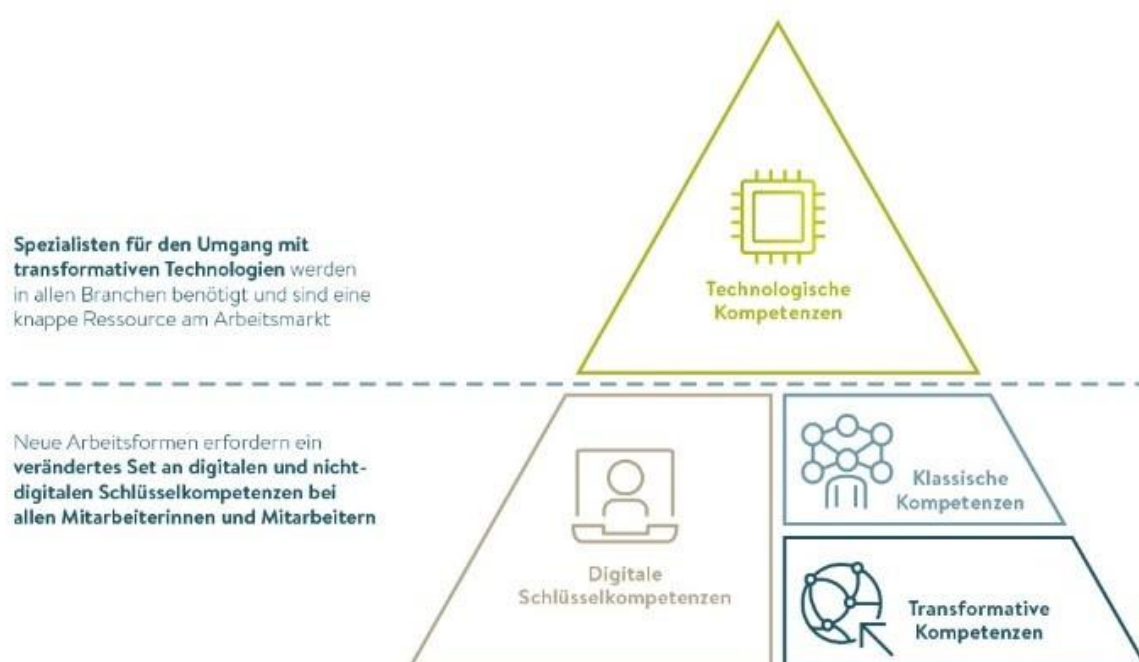 Spezialisten für den Umgang mit
transformativen Technologien werden
in allen Branchen benötigt und sind eine
knappe Ressource am Arbeitsmarkt
Technologische
Kompetenzen
Neue Arbeitsformen erfordern ein
verändertes Set an digitalen und nicht-
digitalen Schlüsselkompetenzen bei
allen Mitarbeiterinnen und Mitarbeitern
Digitale
Schlüsselkompetenzen
Klassische
Kompetenzen
Transformative
Kompetenzen